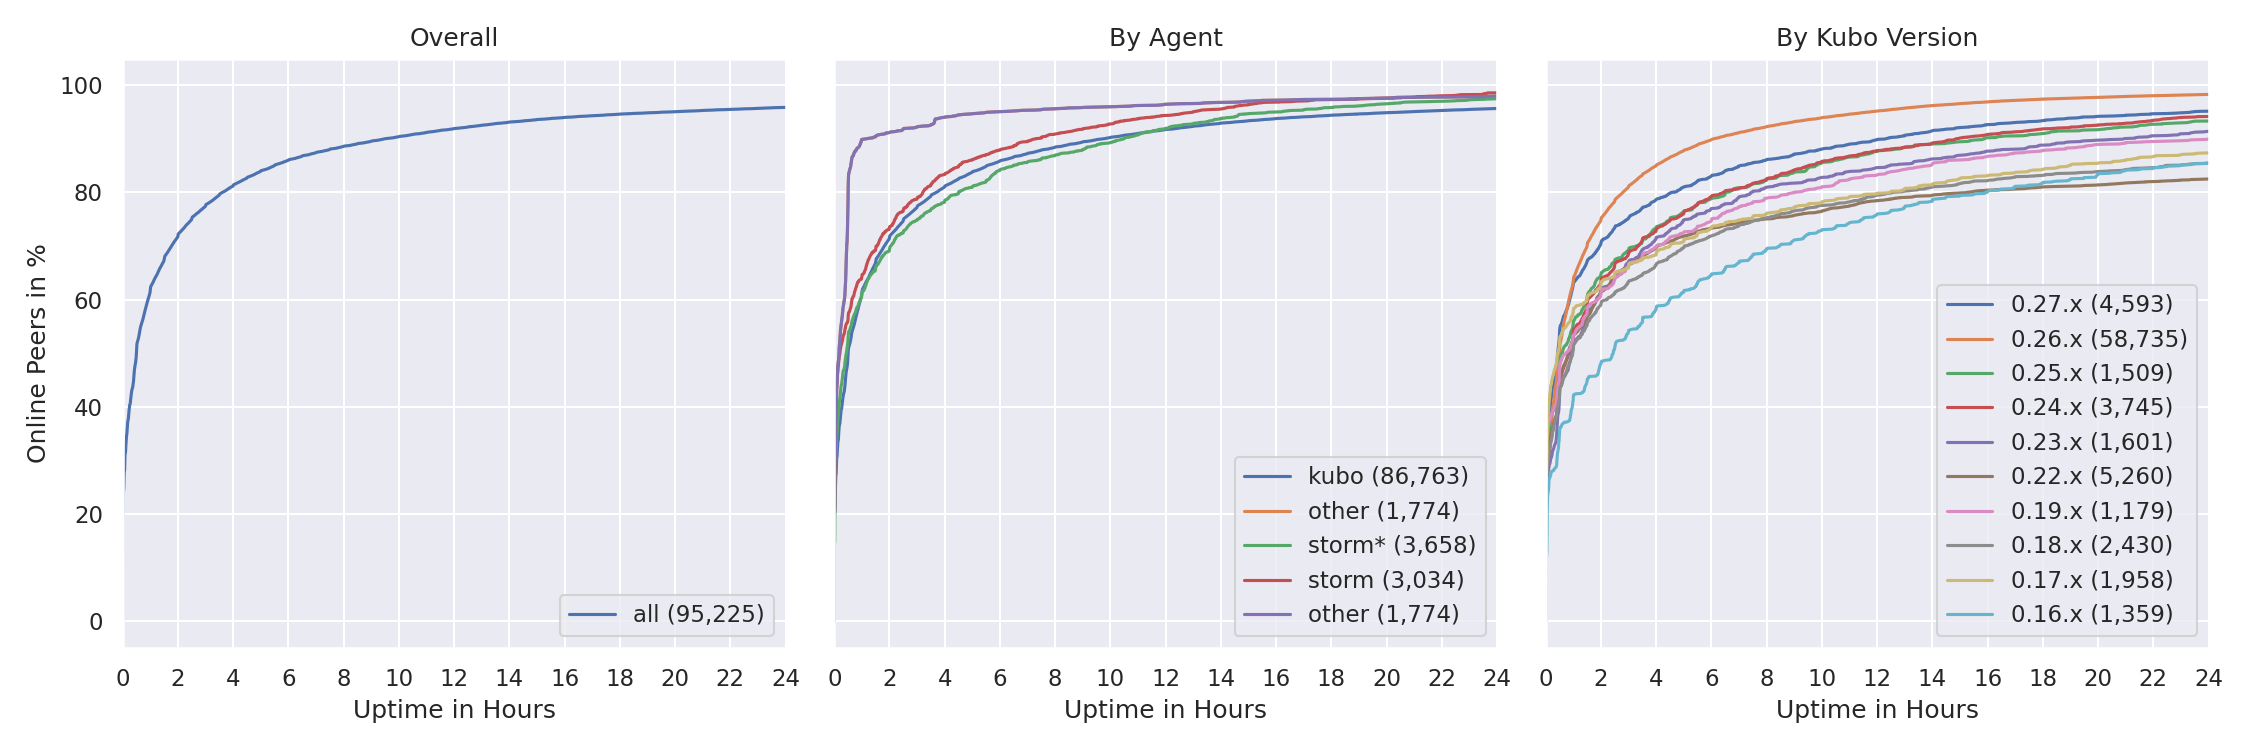 Overall
By Agent
By Kubo Version
Online Peers in %
100
80
60
40
20
0
all (95,225)
kubo (86,763)
other (1,774)
storm* (3,658)
storm (3,034)
other (1,774)
0.27.x (4,593)
0.26.x (58,735)
0.25.x (1,509)
0.24.x (3,745)
0.23.x (1,601)
0.22.x (5,260)
0.19.x (1,179)
0.18.x (2,430)
0.17.x (1,958)
0.16.x (1,359)
0 2 4 6 8 10 12 14 16 18 20 22 24
0 2 4 6 8 10 12 14 16 18 20 22 24
0 2 4 6 8 10 12 14 16 18 20 22 24
Uptime in Hours
Uptime in Hours
Uptime in Hours